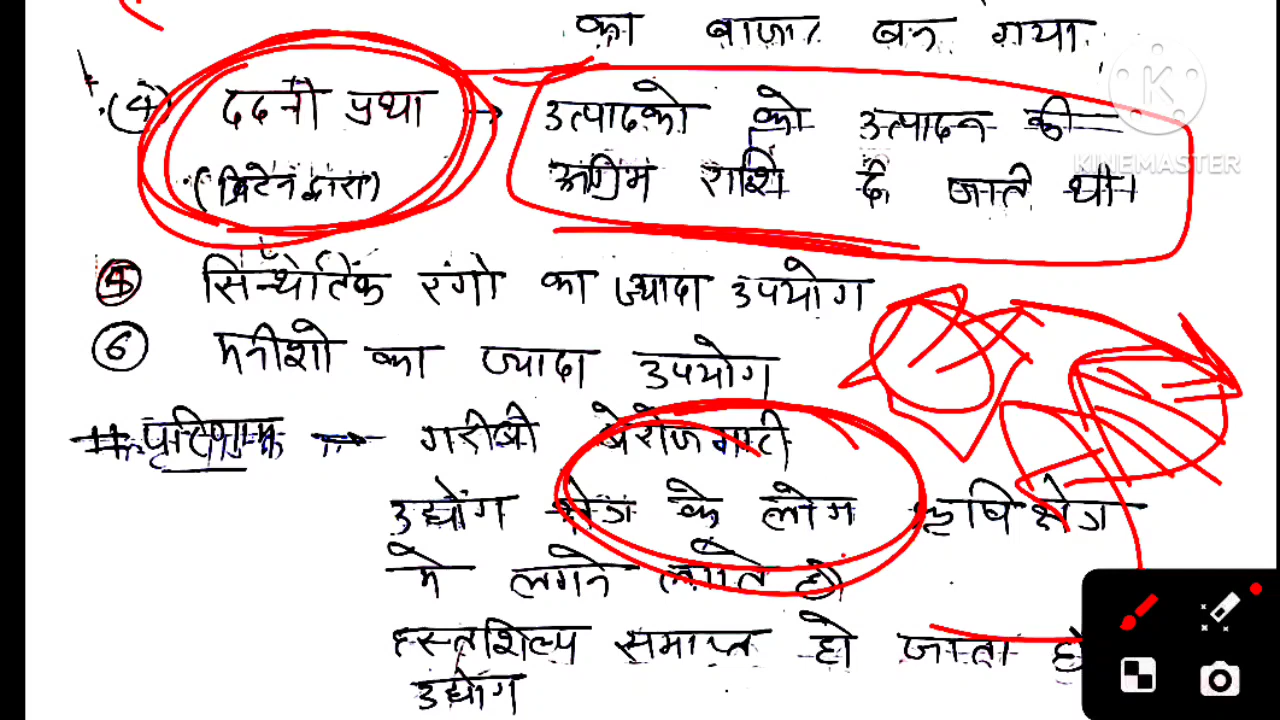 का बाजार बन गया
(4) ददनी प्रथा → उत्पादको को उत्पादन की
(ब्रिटेन द्वारा) अग्रिम राशि दी जाती थी।
5 सिन्थेतिक रंगो का ज्यादा उपयोग
6 मशीनो का ज्यादा उपयोग
# परिणाम → गरीबी बेरोजगारी
उद्योग क्षेत्र के लोग कृषि क्षेत्र
मे लगने लगते है
हस्तशिल्प समाप्त हो जाता है
उद्योग
K
KINEMASTER